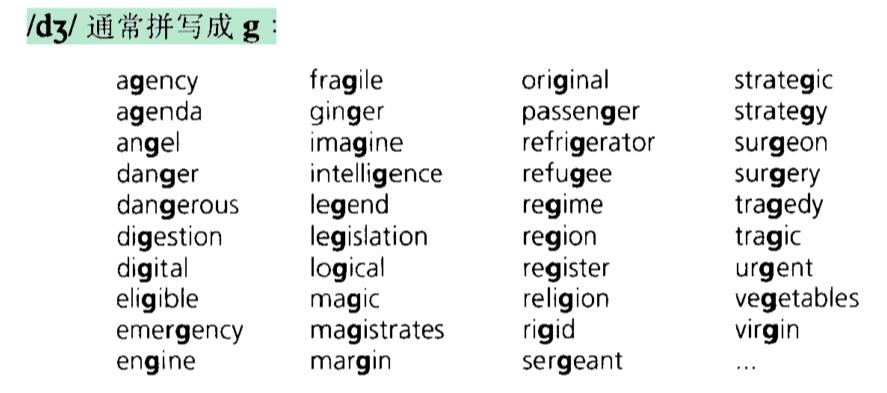 /dʒ/ 通常拼写成 g：
agency fragile original strategic
agenda ginger passenger strategy
angel imagine refrigerator surgeon
danger intelligence refugee surgery
dangerous legend regime tragedy
digestion legislation region tragic
digital logical register urgent
eligible magic religion vegetables
emergency magistrates rigid virgin
engine margin sergeant ...